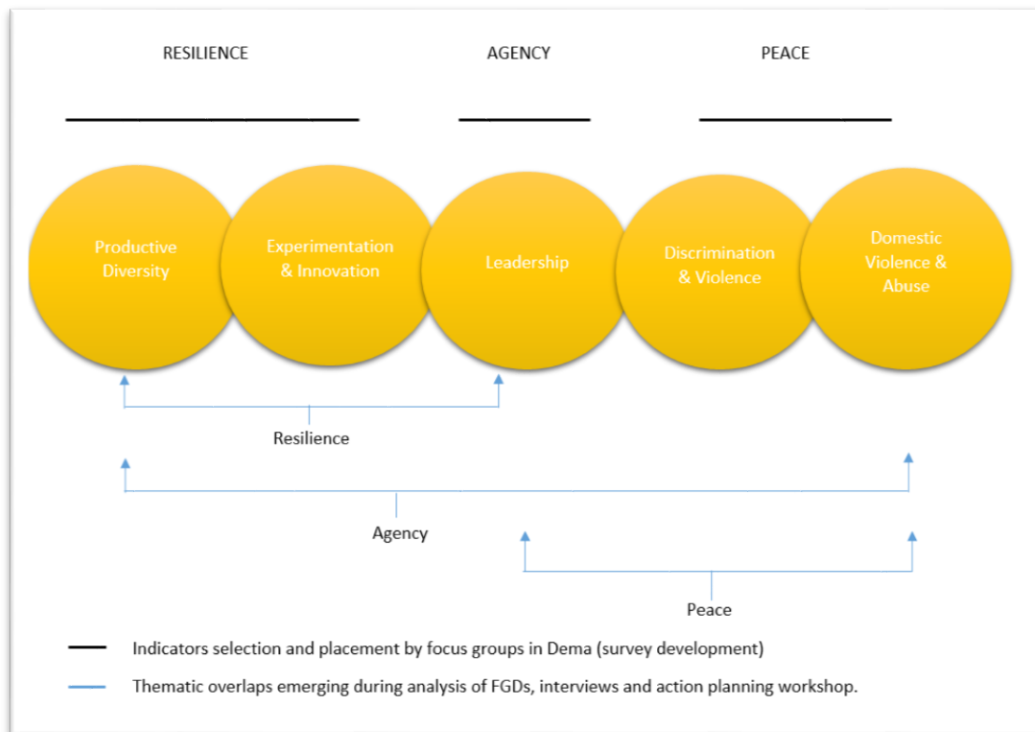 RESILIENCE AGENCY PEACE
Productive
Diversity
Experimentation
& Innovation
Leadership
Discrimination
& Violence
Domestic
Violence &
Abuse
Resilience
Agency
Peace
Indicators selection and placement by focus groups in Dema (survey development)
Thematic overlaps emerging during analysis of FGDs, interviews and action planning workshop.